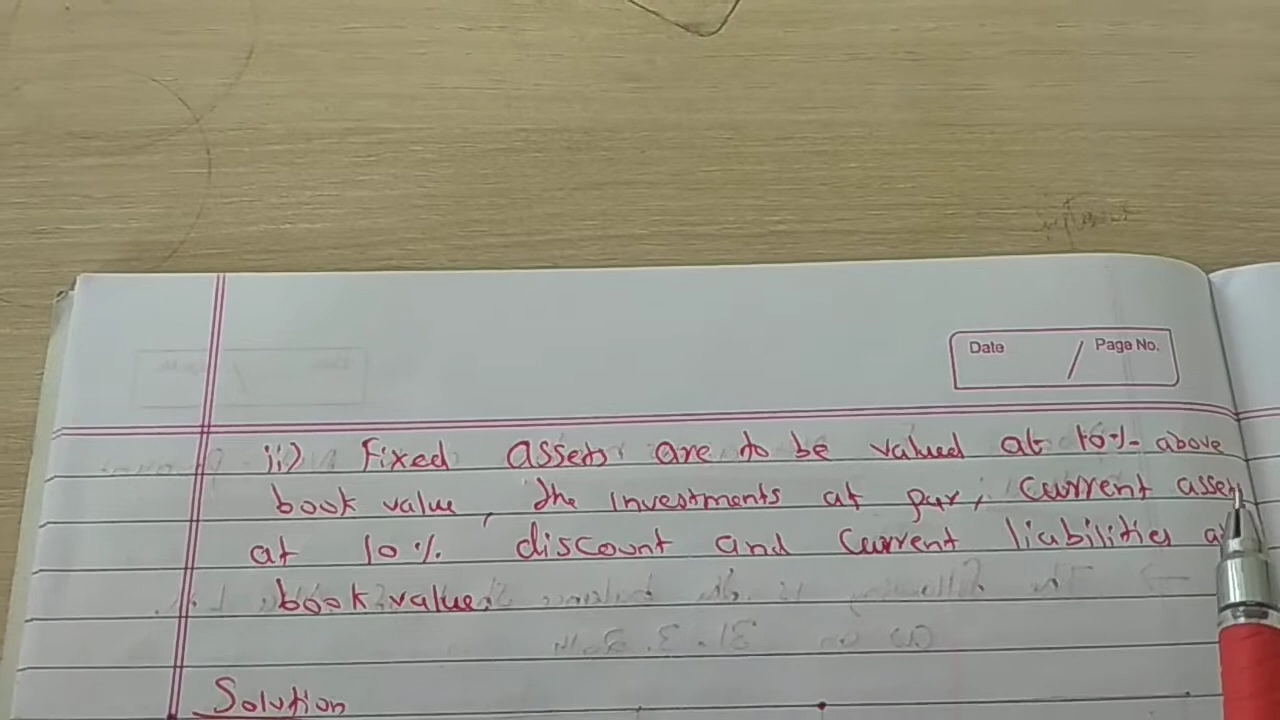 Date / Page No.
ii) Fixed assets are to be valued at 10% above
book value, the investments at par, current assets
at 10% discount and current liabilities at
book value.
Solution